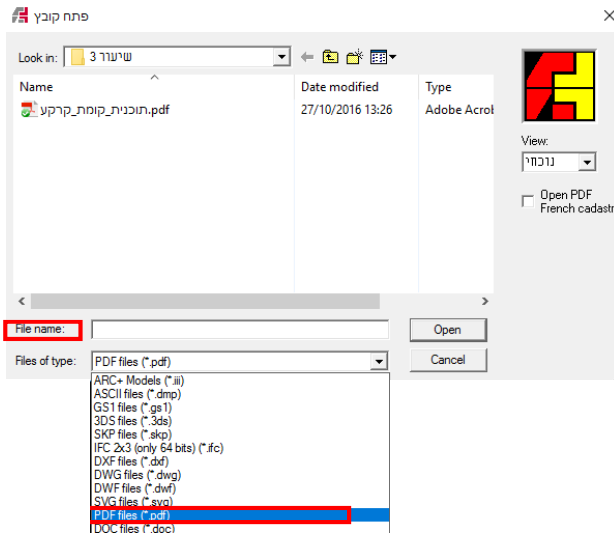 פתח קובץ
Look in: שיעור 3
Name Date modified Type
תוכנית_קומת_קרקע.pdf 27/10/2016 13:26 Adobe Acrol
View:
נוכחי
Open PDF
French cadastr
File name: Open
Files of type: PDF files (*.pdf) Cancel
ARC+ Models (*.iii)
ASCII files (*.dmp)
GS1 files (*.gs1)
3DS files (*.3ds)
SKP files (*.skp)
IFC 2x3 (only 64 bits) (*.ifc)
DXF files (*.dxf)
DWG files (*.dwg)
DWF files (*.dwf)
SVG files (*.svg)
PDF files (*.pdf)
DOC files (*.doc)